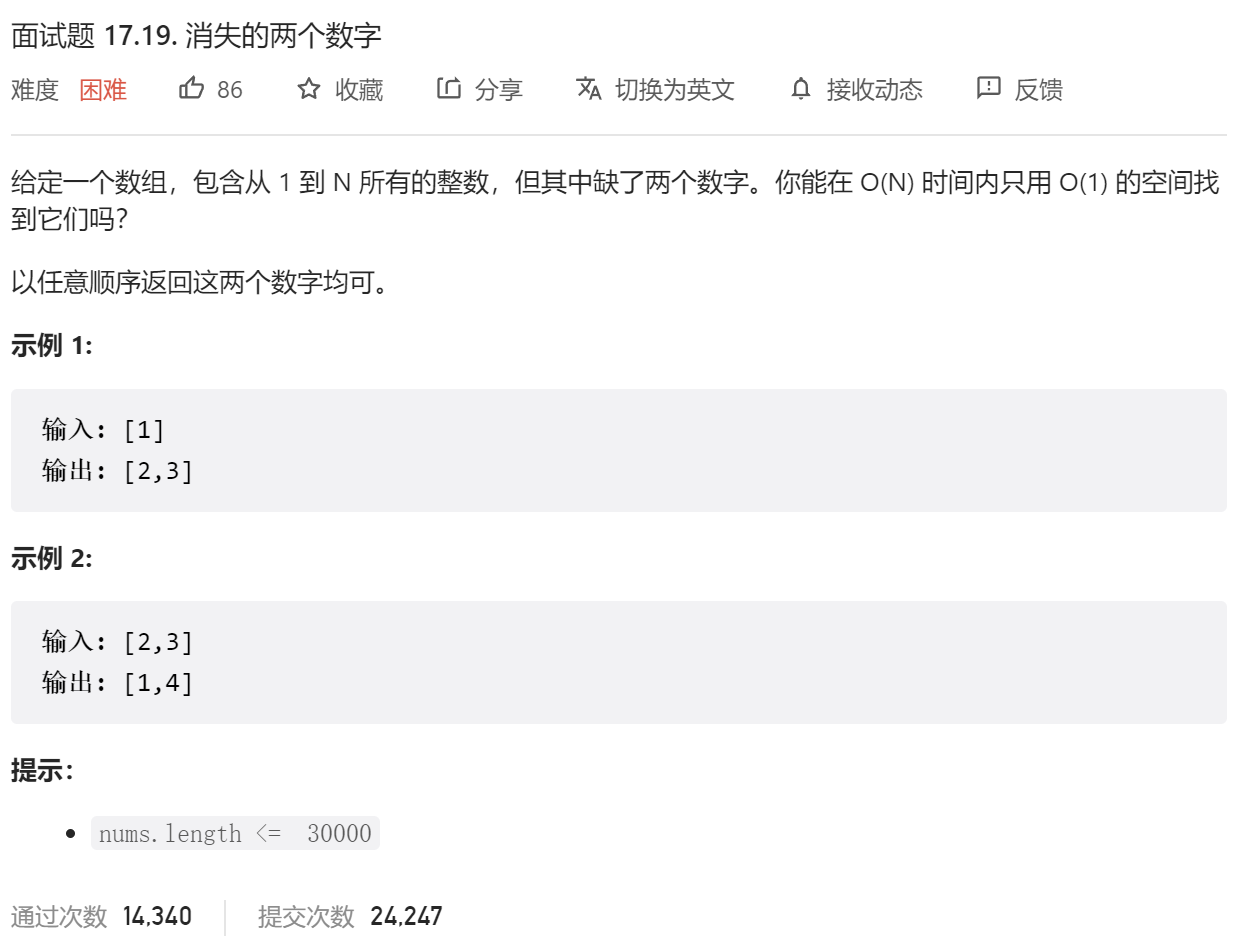 面试题 17.19. 消失的两个数字
难度 困难 86 收藏 分享 切换为英文 接收动态 反馈
给定一个数组，包含从 1 到 N 所有的整数，但其中缺了两个数字。你能在 O(N) 时间内只用 O(1) 的空间找
到它们吗？
以任意顺序返回这两个数字均可。
示例 1:
输入: [1]
输出: [2,3]
示例 2:
输入: [2,3]
输出: [1,4]
提示：
• nums.length <=  30000
通过次数 14,340 提交次数 24,247